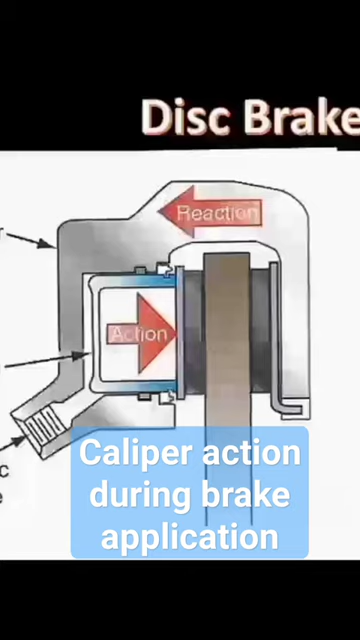 Disc Brake
Reaction
Action
Caliper action
during brake
application